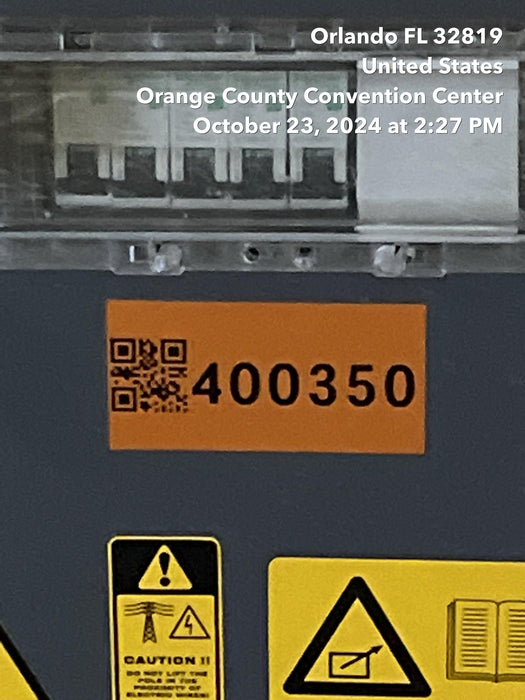 Orlando FL 32819
United States
Orange County Convention Center
October 23, 2024 at 2:27 PM
400350
CAUTION !!
DO NOT LIFT THE
POLE IN THE
PROXIMITY OF
ELECTRIC WIRES!